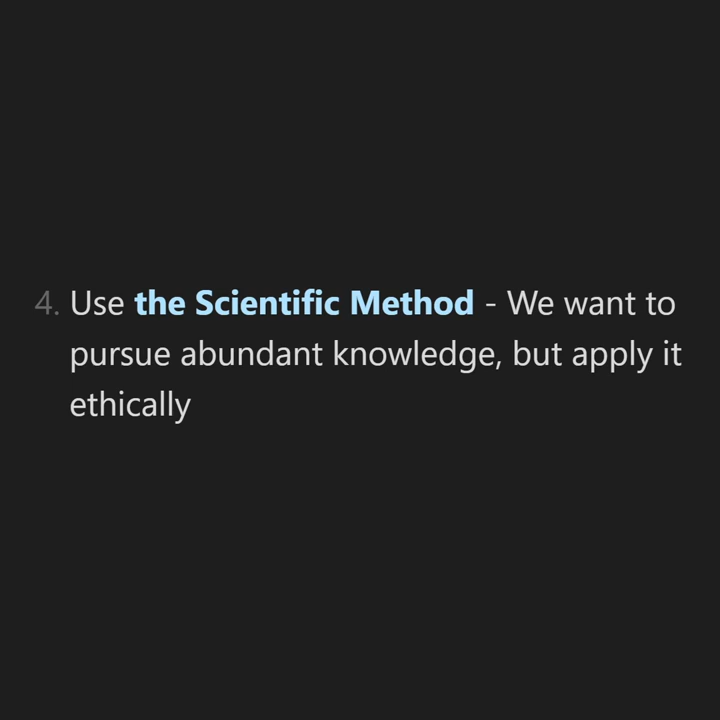 4. Use the Scientific Method - We want to
pursue abundant knowledge, but apply it
ethically